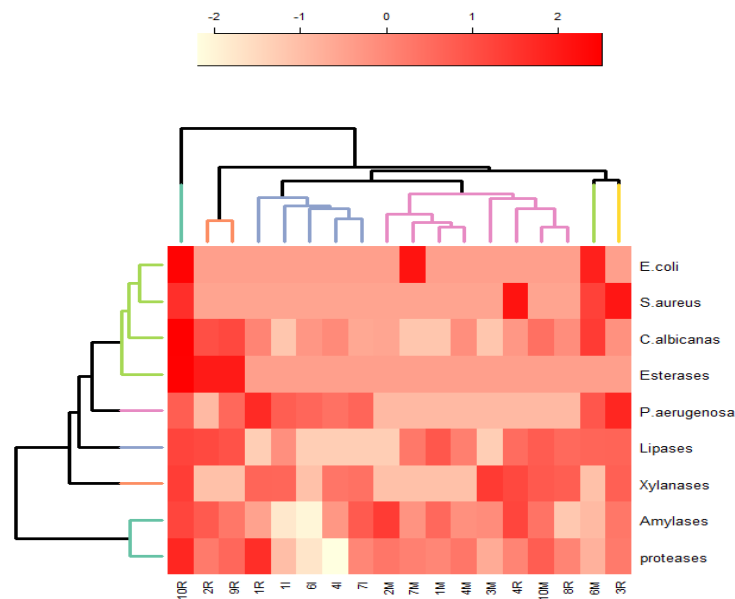 -2 -1 0 1 2
E.coli
S.aureus
C.albicanas
Esterases
P.aerugenosa
Lipases
Xylanases
Amylases
proteases
10R 2R 9R 1R 1I 6I 4I 7I 2M 7M 1M 4M 3M 4R 10M 8R 6M 3R